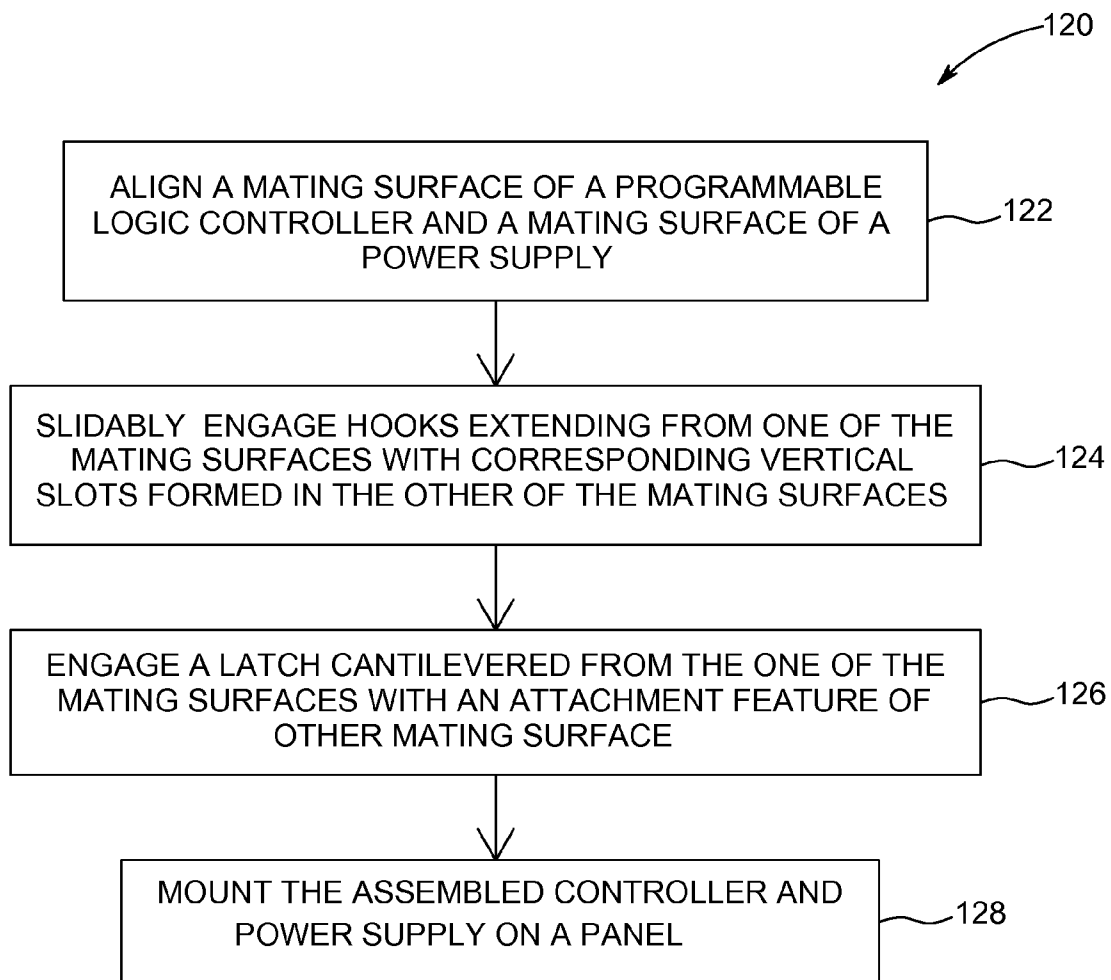 120
ALIGN A MATING SURFACE OF A PROGRAMMABLE
LOGIC CONTROLLER AND A MATING SURFACE OF A
POWER SUPPLY
122
SLIDABLY ENGAGE HOOKS EXTENDING FROM ONE OF THE
MATING SURFACES WITH CORRESPONDING VERTICAL
SLOTS FORMED IN THE OTHER OF THE MATING SURFACES
124
ENGAGE A LATCH CANTILEVERED FROM THE ONE OF THE
MATING SURFACES WITH AN ATTACHMENT FEATURE OF
OTHER MATING SURFACE
126
MOUNT THE ASSEMBLED CONTROLLER AND
POWER SUPPLY ON A PANEL
128